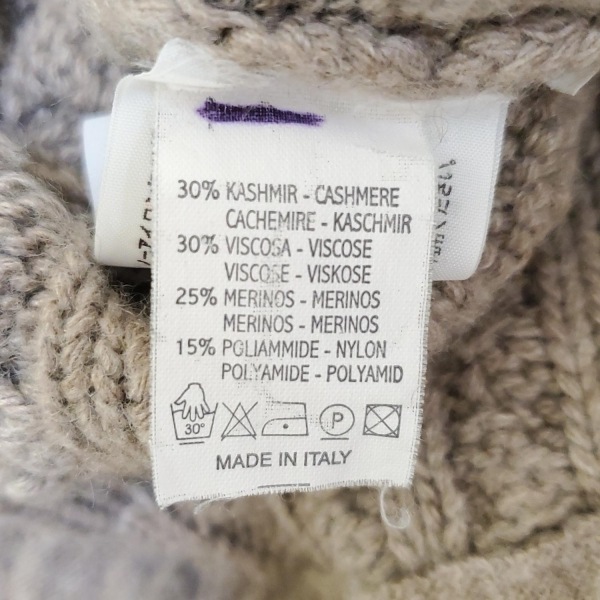 30% KASHMIR - CASHMERE
CACHEMIRE - KASCHMIR
30% VISCOSA - VISCOSE
VISCOSE - VISKOSE
25% MERINOS - MERINOS
MERINOS - MERINOS
15% POLIAMMIDE - NYLON
POLYAMIDE - POLYAMID
30°
P
MADE IN ITALY